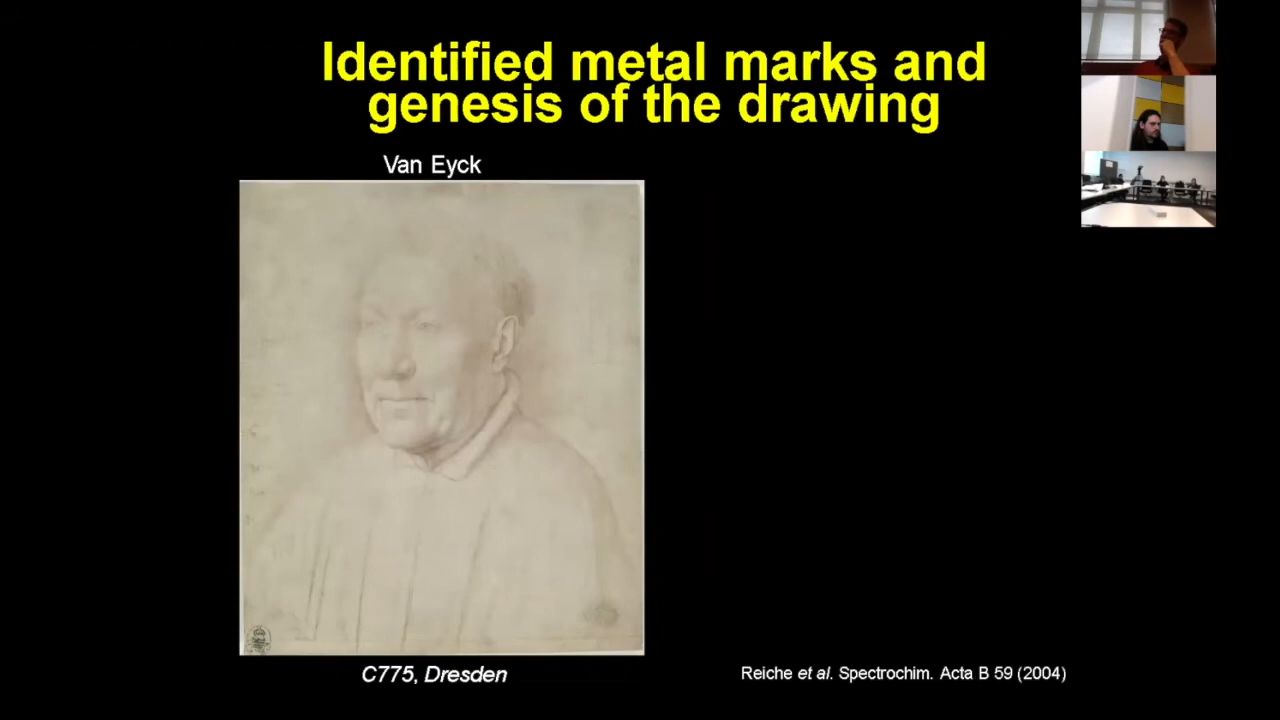 Identified metal marks and
genesis of the drawing
Van Eyck
C775, Dresden
Reiche et al. Spectrochim. Acta B 59 (2004)